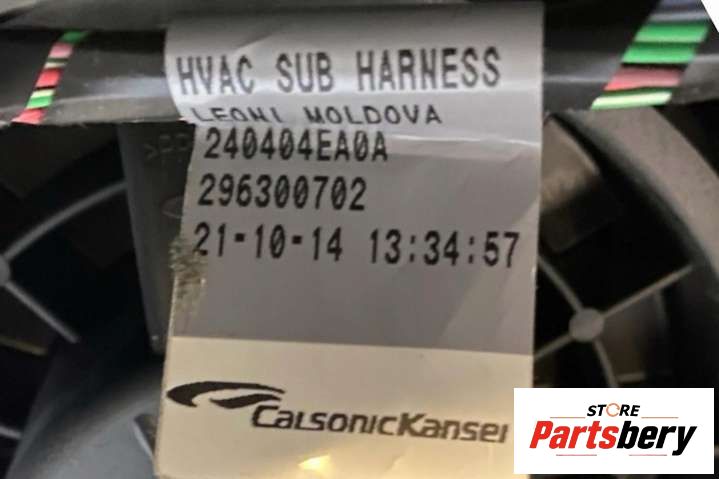 HVAC SUB HARNESS
LEONI MOLDOVA
240404EA0A
296300702
21-10-14 13:34:57
CalsonicKansei
STORE
Partsbery